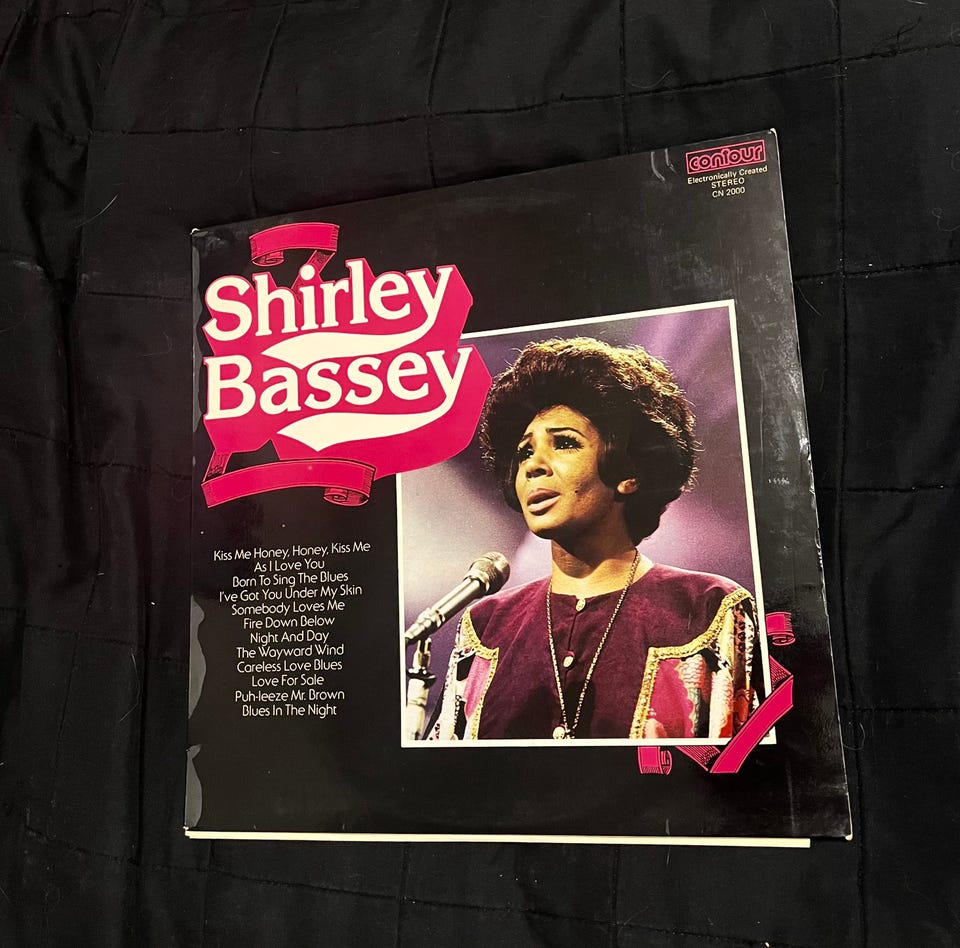 contour
Electronically Created
STEREO
CN 2000
Shirley
Bassey
Kiss Me Honey, Honey, Kiss Me
As I Love You
Born To Sing The Blues
I've Got You Under My Skin
Somebody Loves Me
Fire Down Below
Night And Day
The Wayward Wind
Careless Love Blues
Love For Sale
Puh-leeze Mr. Brown
Blues In The Night